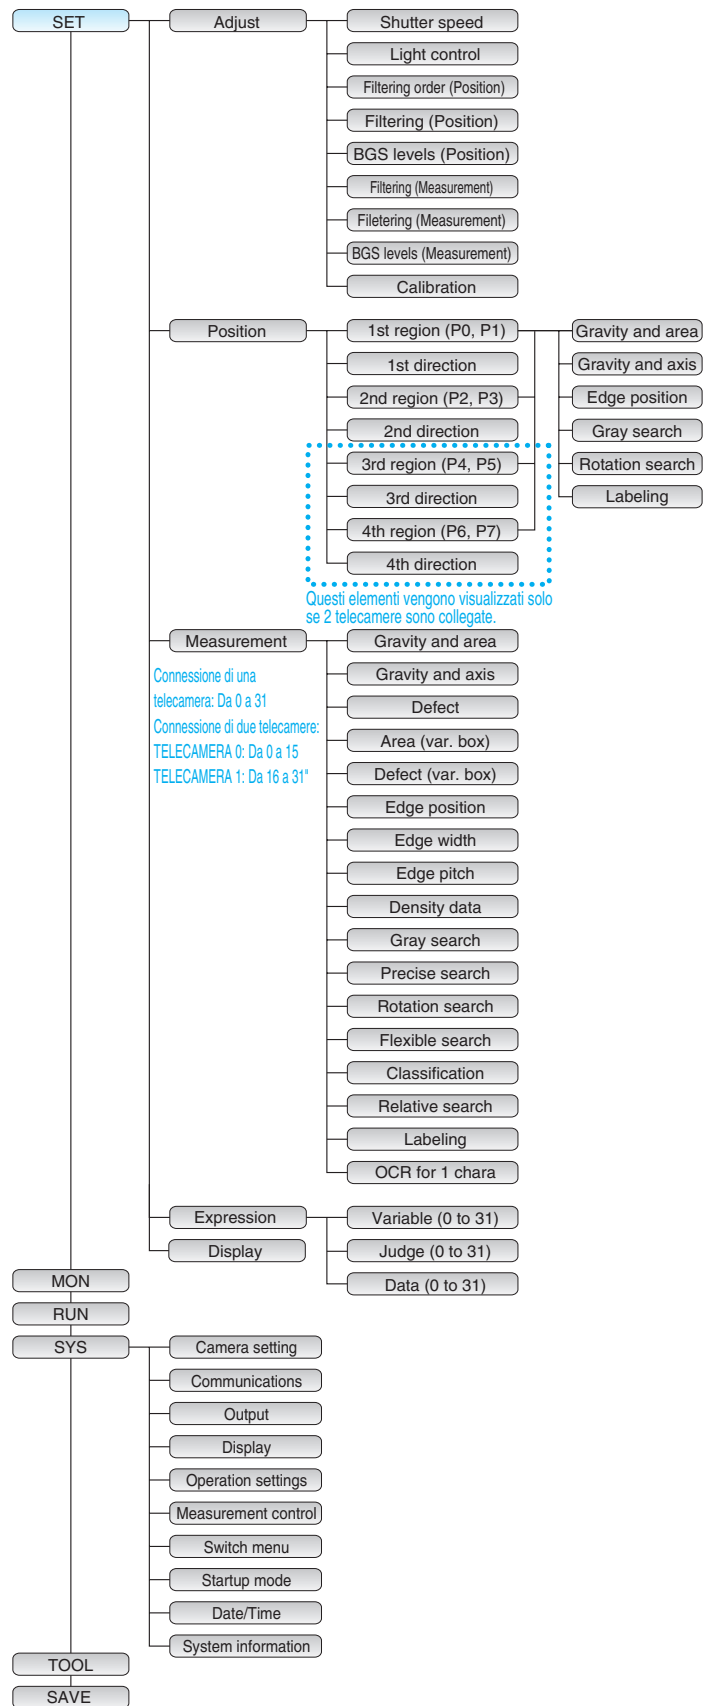 SET
Adjust
Shutter speed
Light control
Filtering order (Position)
Filtering (Position)
BGS levels (Position)
Filtering (Measurement)
Filetering (Measurement)
BGS levels (Measurement)
Calibration
Position
1st region (P0, P1)
Gravity and area
1st direction
Gravity and axis
2nd region (P2, P3)
Edge position
2nd direction
Gray search
3rd region (P4, P5)
Rotation search
3rd direction
Labeling
4th region (P6, P7)
4th direction
Questi elementi vengono visualizzati solo
se 2 telecamere sono collegate.
Measurement
Gravity and area
Connessione di una
telecamera: Da 0 a 31
Connessione di due telecamere:
TELECAMERA 0: Da 0 a 15
TELECAMERA 1: Da 16 a 31"
Gravity and axis
Defect
Area (var. box)
Defect (var. box)
Edge position
Edge width
Edge pitch
Density data
Gray search
Precise search
Rotation search
Flexible search
Classification
Relative search
Labeling
OCR for 1 chara
Expression
Variable (0 to 31)
Display
Judge (0 to 31)
Data (0 to 31)
MON
RUN
SYS
Camera setting
Communications
Output
Display
Operation settings
Measurement control
Switch menu
Startup mode
Date/Time
System information
TOOL
SAVE